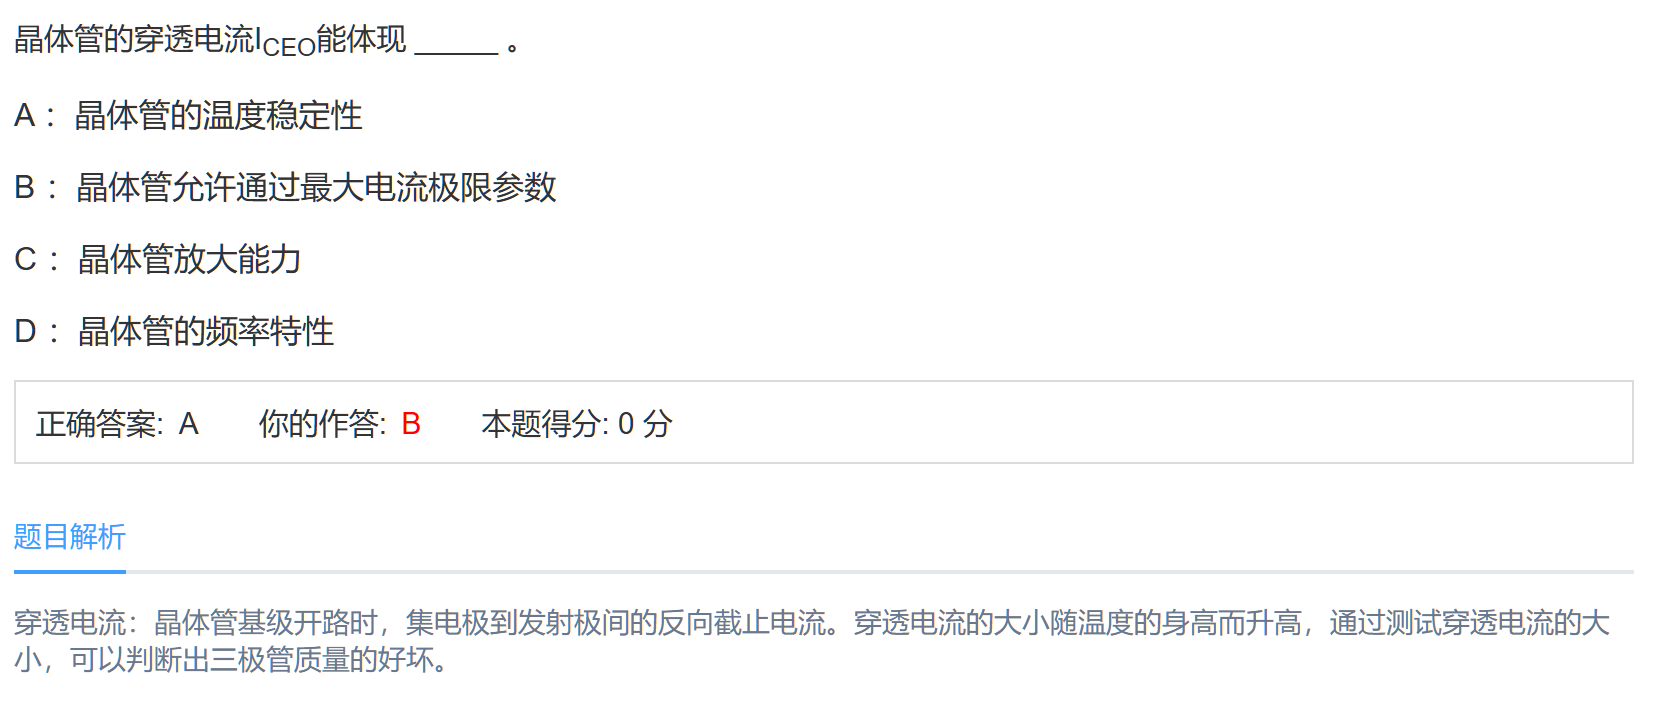 晶体管的穿透电流ICEO能体现 _____ 。
A： 晶体管的温度稳定性
B： 晶体管允许通过最大电流极限参数
C： 晶体管放大能力
D： 晶体管的频率特性
正确答案: A 你的作答: B 本题得分: 0 分
题目解析
穿透电流：晶体管基级开路时，集电极到发射极间的反向截止电流。穿透电流的大小随温度的身高而升高，通过测试穿透电流的大
小，可以判断出三极管质量的好坏。